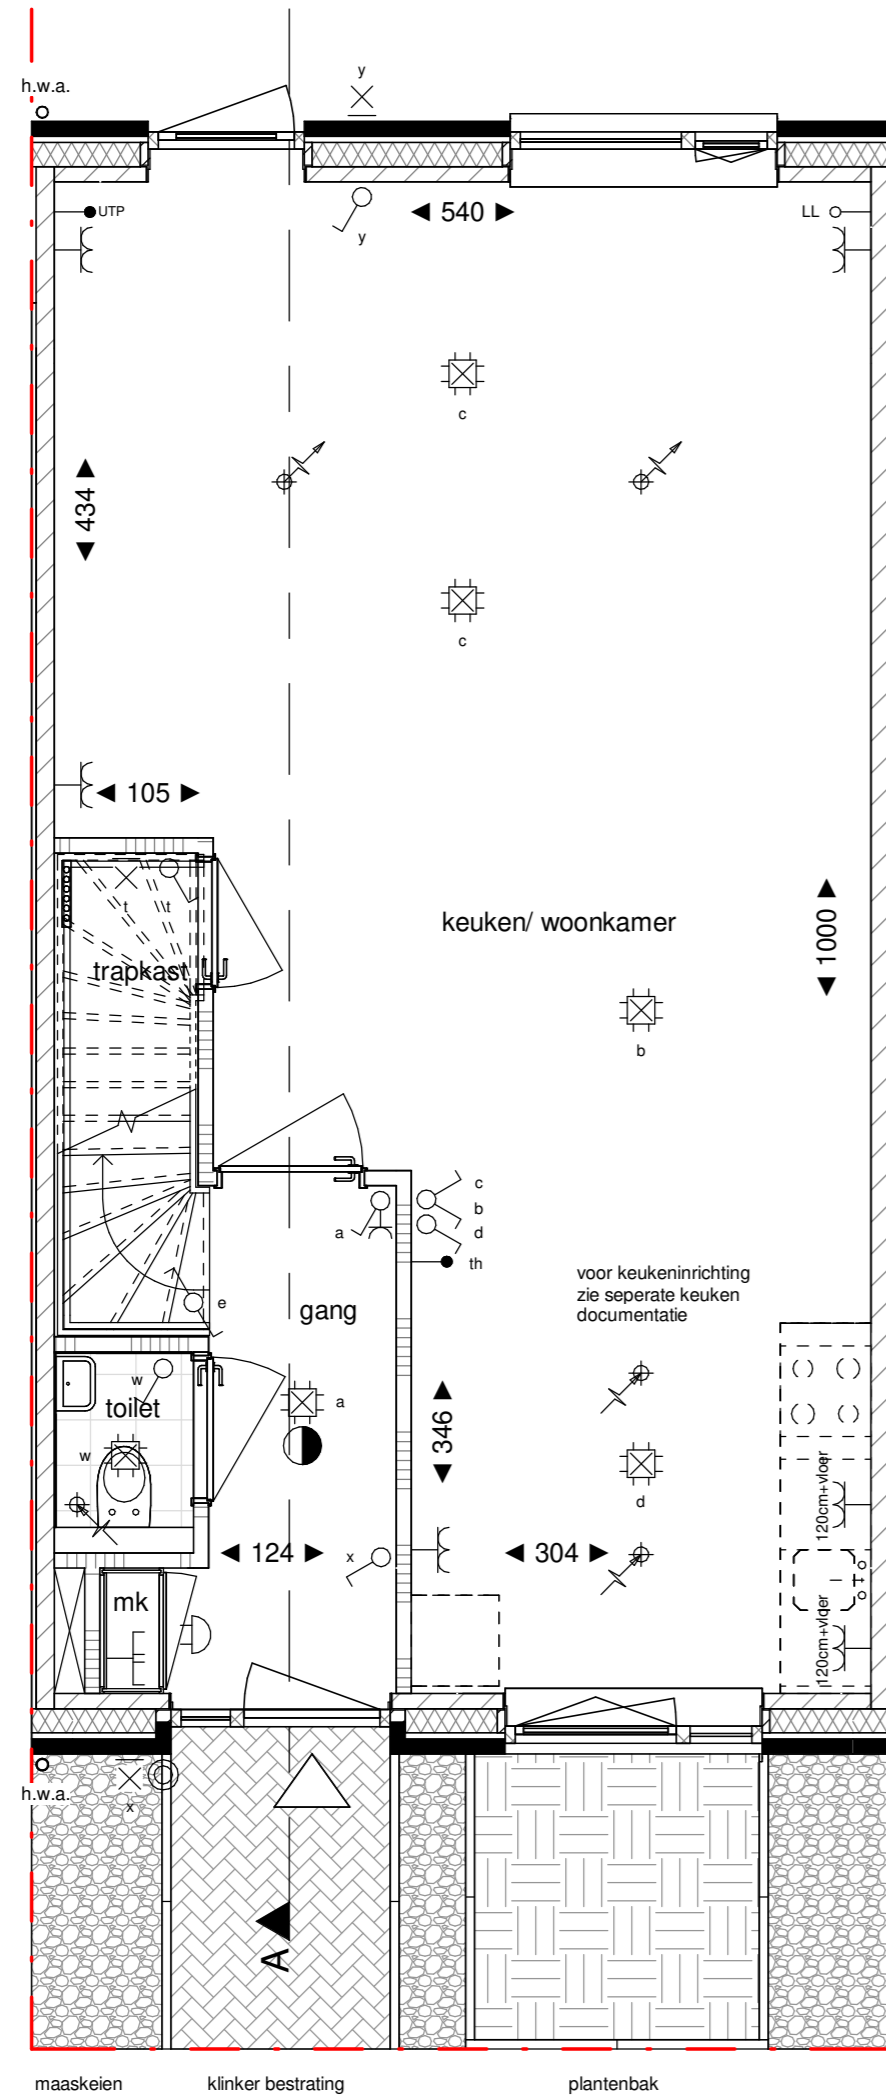 y
h.w.a.
UTP
y
◄ 540 ►
LL
c
◄ 434 ►
c
◄ 105 ►
t
t
keuken/ woonkamer
◄ 1000 ►
trapkast
b
c
b
a
d
th
voor keukeninrichting
zie seperate keuken
documentatie
e
gang
w
toilet
a
◄ 346 ►
w
d
120cm+vloer
◄ 124 ►
x
◄ 304 ►
mk
120cm+vloer
h.w.a.
x
A
maaskeien
klinker bestrating
plantenbak